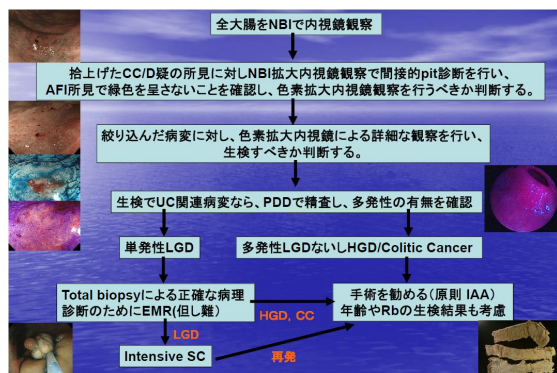 全大腸をNBIで内視鏡観察
拾上げたCC/D疑の所見に対しNBI拡大内視鏡観察で間接的pit診断を行い、
AFI所見で緑色を呈さないことを確認し、色素拡大内視鏡観察を行うべきか判断する。
絞り込んだ病変に対し、色素拡大内視鏡による詳細な観察を行い、
生検すべきか判断する。
生検でUC関連病変なら、PDDで精査し、多発性の有無を確認
単発性LGD
多発性LGDないしHGD/Colitic Cancer
Total biopsyによる正確な病理
診断のためにEMR(但し難)
HGD, CC
手術を勧める(原則 IAA)
年齢やRbの生検結果も考慮
LGD
Intensive SC
再発